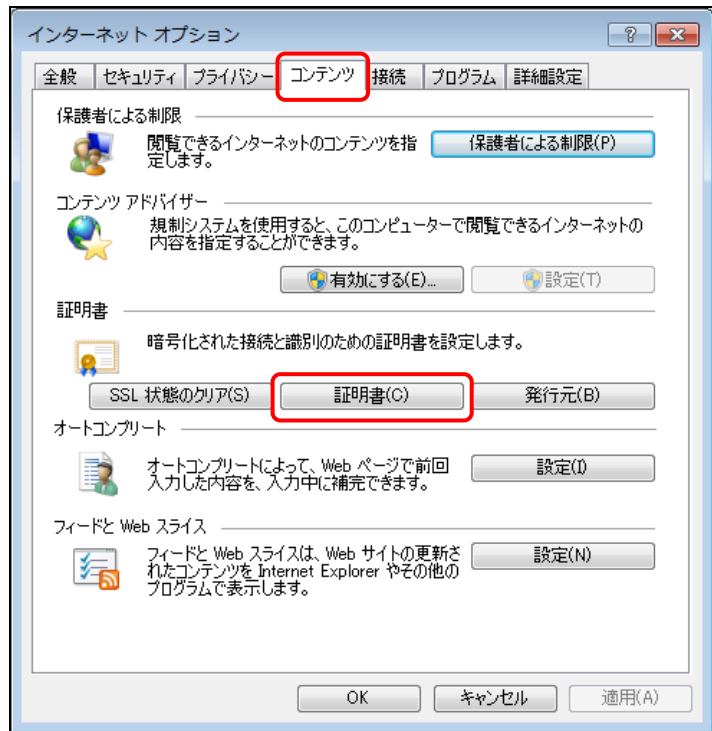 インターネット オプション
全般 セキュリティ プライバシー コンテンツ 接続 プログラム 詳細設定
保護者による制限
閲覧できるインターネットのコンテンツを指
定します。
保護者による制限(P)
コンテンツ アドバイザー
規制システムを使用すると、このコンピューターで閲覧できるインターネットの
内容を指定することができます。
有効にする(E)... 設定(T)
証明書
暗号化された接続と識別のための証明書を設定します。
SSL 状態のクリア(S) 証明書(C) 発行元(B)
オートコンプリート
オートコンプリートによって、Web ページで前回
入力した内容を、入力中に補完できます。
設定(I)
フィードと Web スライス
フィードと Web スライスは、Web サイトの更新さ
れたコンテンツを Internet Explorer やその他の
プログラムで表示します。
設定(N)
OK キャンセル 適用(A)